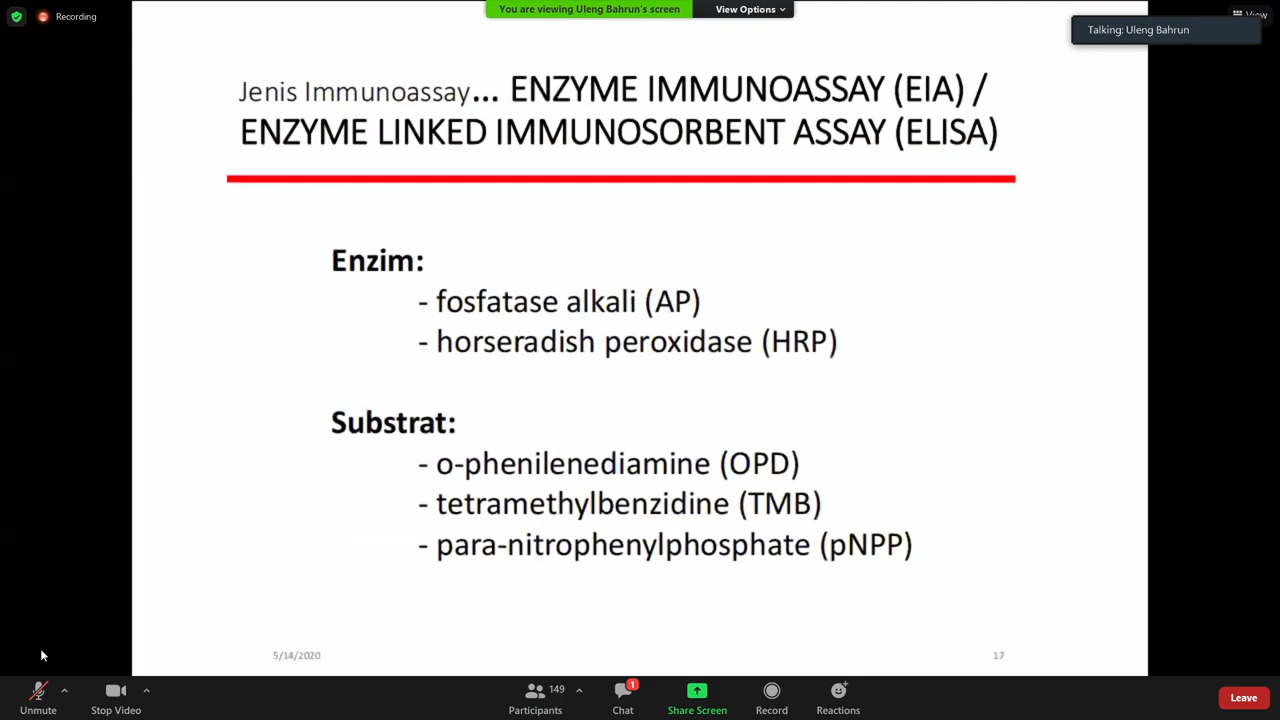 Recording
You are viewing Uleng Bahrun's screen
View Options
View
Talking: Uleng Bahrun
Jenis Immunoassay... ENZYME IMMUNOASSAY (EIA) /
ENZYME LINKED IMMUNOSORBENT ASSAY (ELISA)
Enzim:
- fosfatase alkali (AP)
- horseradish peroxidase (HRP)
Substrat:
- o-phenilenediamine (OPD)
- tetramethylbenzidine (TMB)
- para-nitrophenylphosphate (pNPP)
5/14/2020
17
Unmute
Stop Video
149
Participants
1
Chat
Share Screen
Record
Reactions
Leave